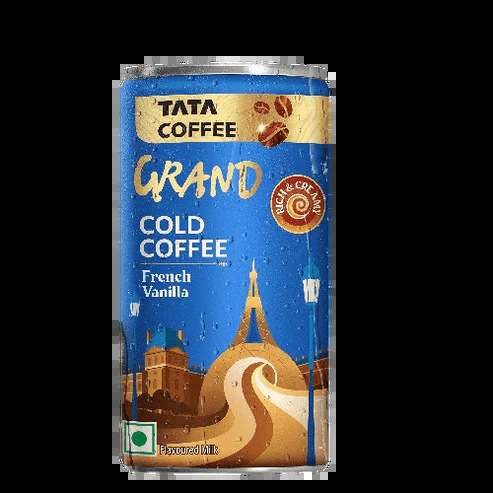 TATA
COFFEE
GRAND
RICH & CREAMY
COLD
COFFEE
French
Vanilla
Flavoured Milk